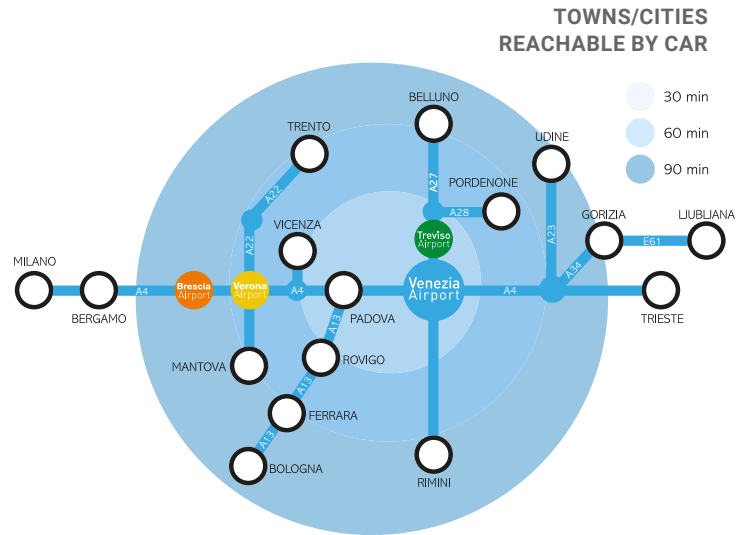 TOWNS/CITIES
REACHABLE BY CAR
30 min
60 min
90 min
BELLUNO
TRENTO
UDINE
A27
PORDENONE
A22
A28
VICENZA
GORIZIA
LJUBLIANA
A22
Treviso
Airport
A23
E61
MILANO
A34
Brescia
Airport
Verona
Airport
Venezia
Airport
A4
A4
A4
BERGAMO
PADOVA
TRIESTE
A13
MANTOVA
ROVIGO
A13
FERRARA
A13
BOLOGNA
RIMINI